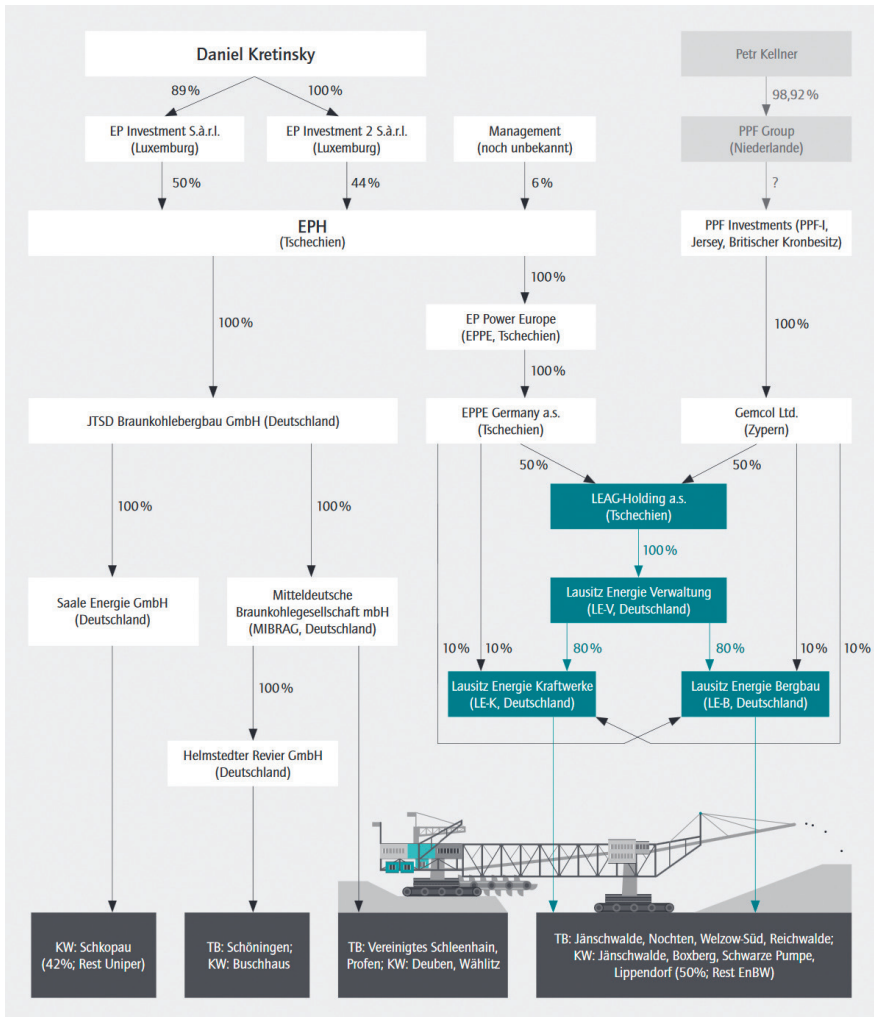 Daniel Kretinsky
Petr Kellner
89%
100%
98,92%
EP Investment S.à.r.l.
(Luxemburg)
EP Investment 2 S.à.r.l.
(Luxemburg)
Management
(noch unbekannt)
PPF Group
(Niederlande)
50%
44%
6%
?
EPH
(Tschechien)
PPF Investments (PPF-I,
Jersey, Britischer Kronbesitz)
100%
100%
EP Power Europe
(EPPE, Tschechien)
100%
100%
JTSD Braunkohlebergbau GmbH (Deutschland)
EPPE Germany a.s.
(Tschechien)
Gemcol Ltd.
(Zypern)
50%
50%
LEAG-Holding a.s.
(Tschechien)
100%
100%
100%
Saale Energie GmbH
(Deutschland)
Mitteldeutsche
Braunkohlegesellschaft mbH
(MIBRAG, Deutschland)
Lausitz Energie Verwaltung
(LE-V, Deutschland)
10%
10%
80%
80%
10%
10%
100%
Lausitz Energie Kraftwerke
(LE-K, Deutschland)
Lausitz Energie Bergbau
(LE-B, Deutschland)
Helmstedter Revier GmbH
(Deutschland)
KW: Schkopau
(42%; Rest Uniper)
TB: Schöningen;
KW: Buschhaus
TB: Vereinigtes Schleenhain,
Profen; KW: Deuben, Wählitz
TB: Jänschwalde, Nochten, Welzow-Süd, Reichwalde;
KW: Jänschwalde, Boxberg, Schwarze Pumpe,
Lippendorf (50%; Rest EnBW)